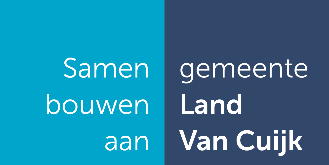 Samen
bouwen
aan
gemeente
Land
Van Cuijk